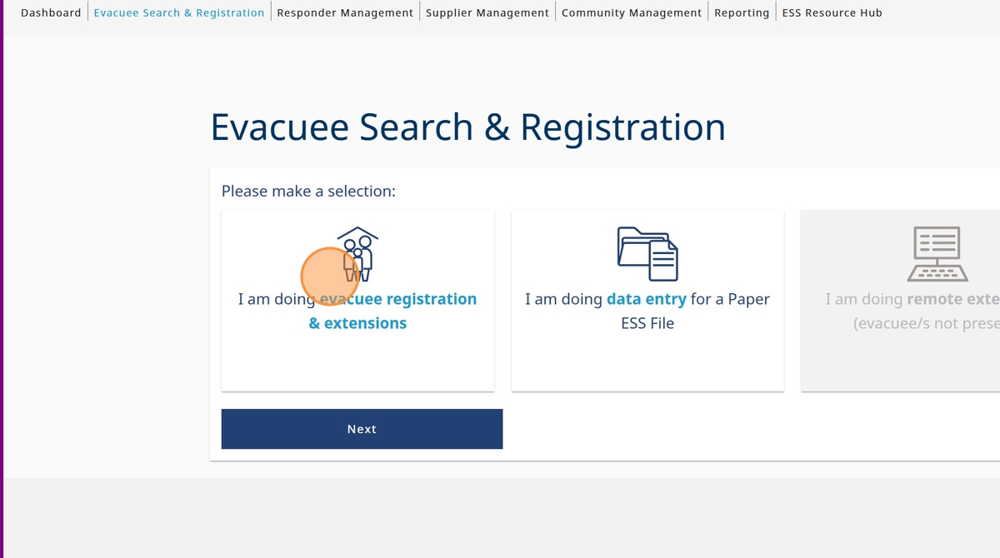 Dashboard Evacuee Search & Registration Responder Management Supplier Management Community Management Reporting ESS Resource Hub
Evacuee Search & Registration
Please make a selection:
I am doing evacuee registration
& extensions
I am doing data entry for a Paper
ESS File
I am doing remote exte
(evacuee/s not prese
Next